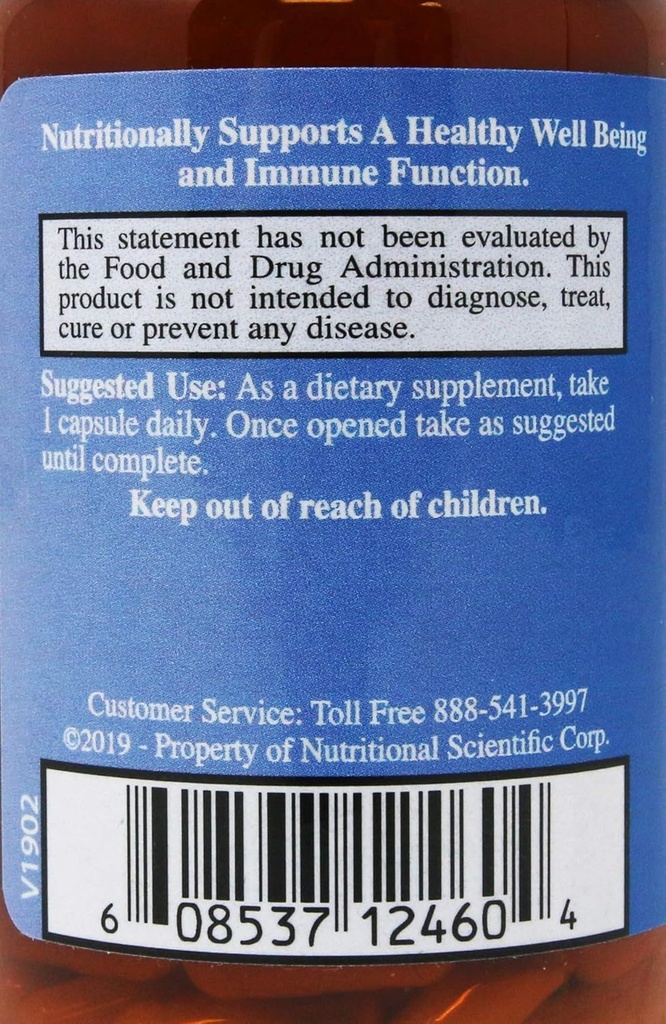 Nutritionally Supports A Healthy Well Being
and Immune Function.
This statement has not been evaluated by
the Food and Drug Administration. This
product is not intended to diagnose, treat,
cure or prevent any disease.
Suggested Use: As a dietary supplement, take
1 capsule daily. Once opened take as suggested
until complete.
Keep out of reach of children.
Customer Service: Toll Free 888-541-3997
©2019 - Property of Nutritional Scientific Corp.
V1902
6 08537 12460 4